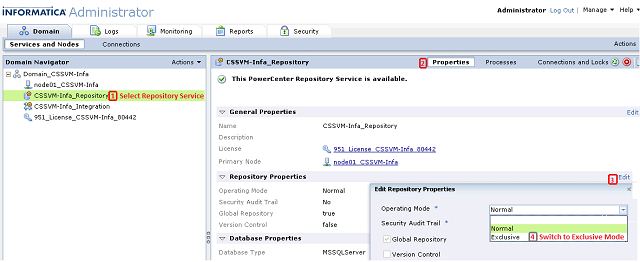 INFORMATICA Administrator
Administrator Log Out | Manage Help
Domain Logs Monitoring Reports Security
Services and Nodes Connections Actions
Domain Navigator Actions
Domain_CSSVM-Infa
node01_CSSVM-Infa
CSSVM-Infa_Repository 1 Select Repository Service
CSSVM-Infa_Integration
951_License_CSSVM-Infa_80442
CSSVM-Infa_Repository 2 Properties Processes Connections and Locks
This PowerCenter Repository Service is available.
General Properties Edit
Name CSSVM-Infa_Repository
Description
License 951_License_CSSVM-Infa_80442
Primary Node node01_CSSVM-Infa
3
Repository Properties Edit
Operating Mode Normal
Security Audit Trail No
Global Repository true
Version Control false
Database Properties
Database Type MSSQLServer
Edit Repository Properties
Operating Mode * Normal
Security Audit Trail *
Normal
Exclusive 4 Switch to Exclusive Mode
Global Repository
Version Control